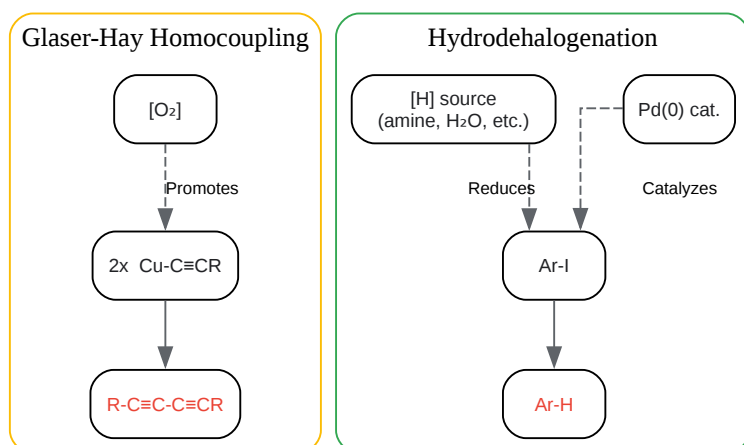 Glaser-Hay Homocoupling
[O₂]
Promotes
2x Cu-C≡CR
R-C≡C-C≡CR
Hydrodehalogenation
[H] source
(amine, H₂O, etc.)
Pd(0) cat.
Reduces
Catalyzes
Ar-I
Ar-H